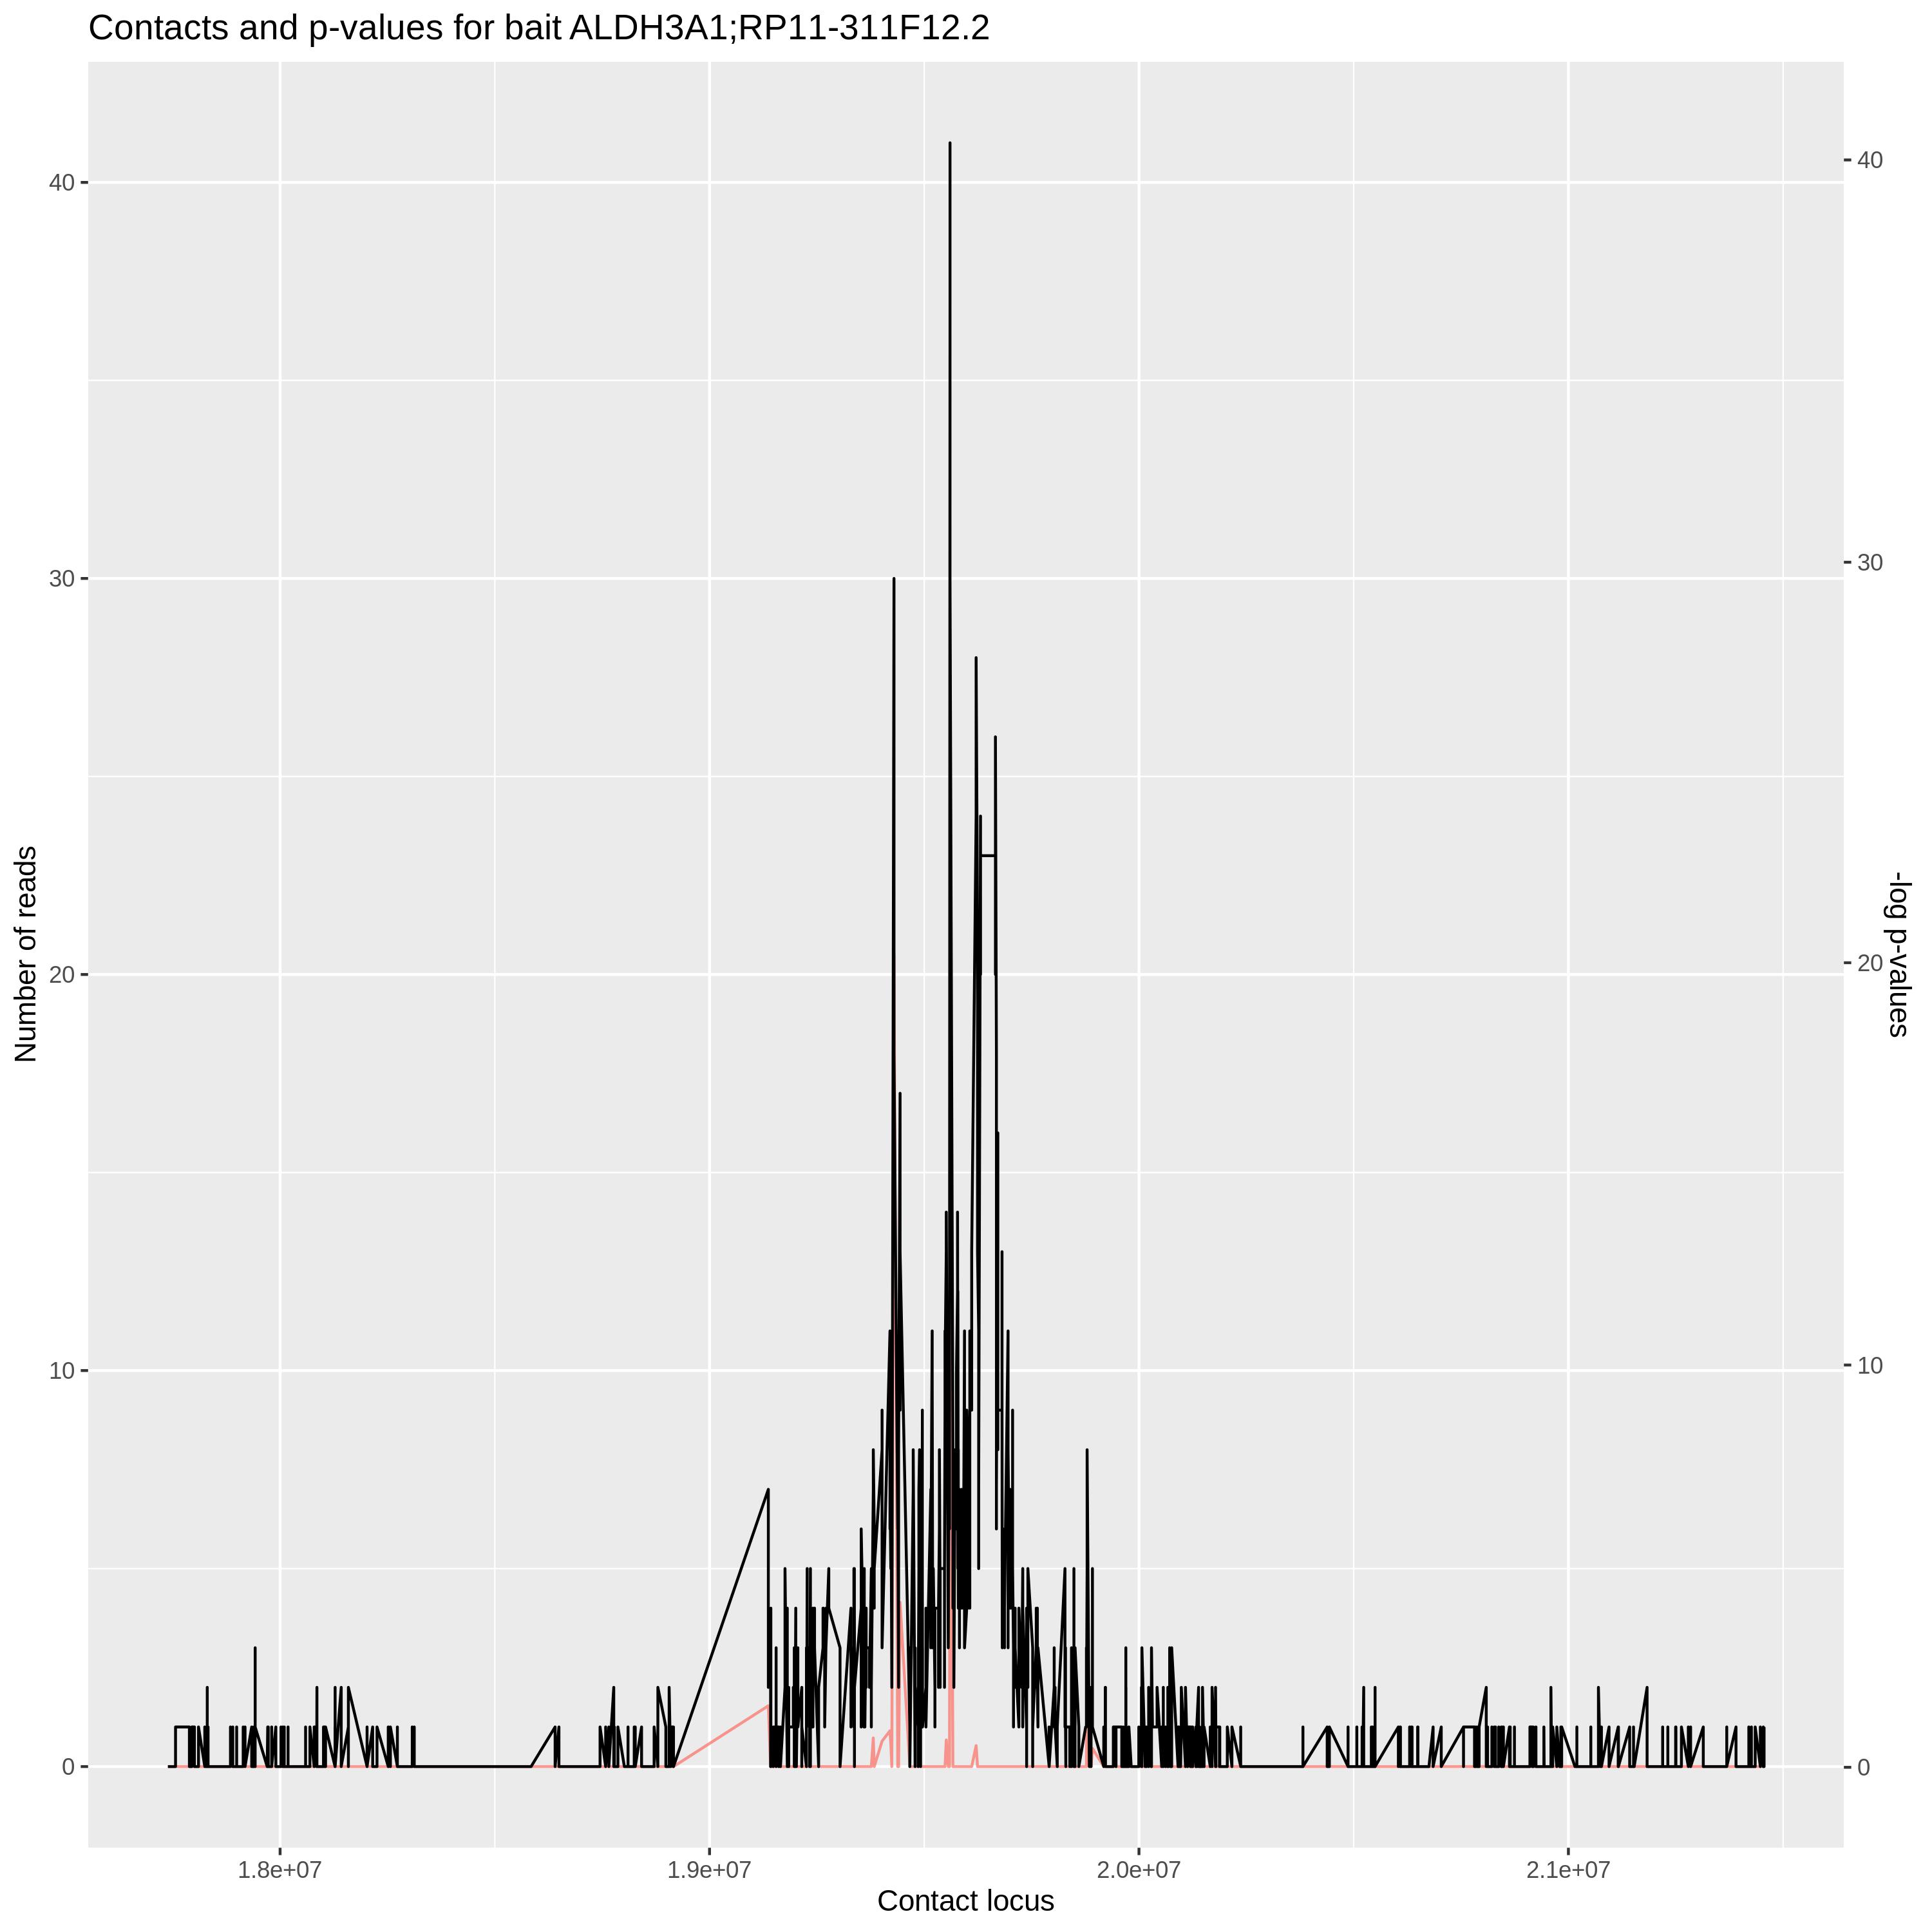 Contacts and p-values for bait ALDH3A1;RP11-311F12.2
Number of reads
40
30
20
10
0
40
30
20
10
0
-log p-values
1.8e+07 1.9e+07 2.0e+07 2.1e+07
Contact locus